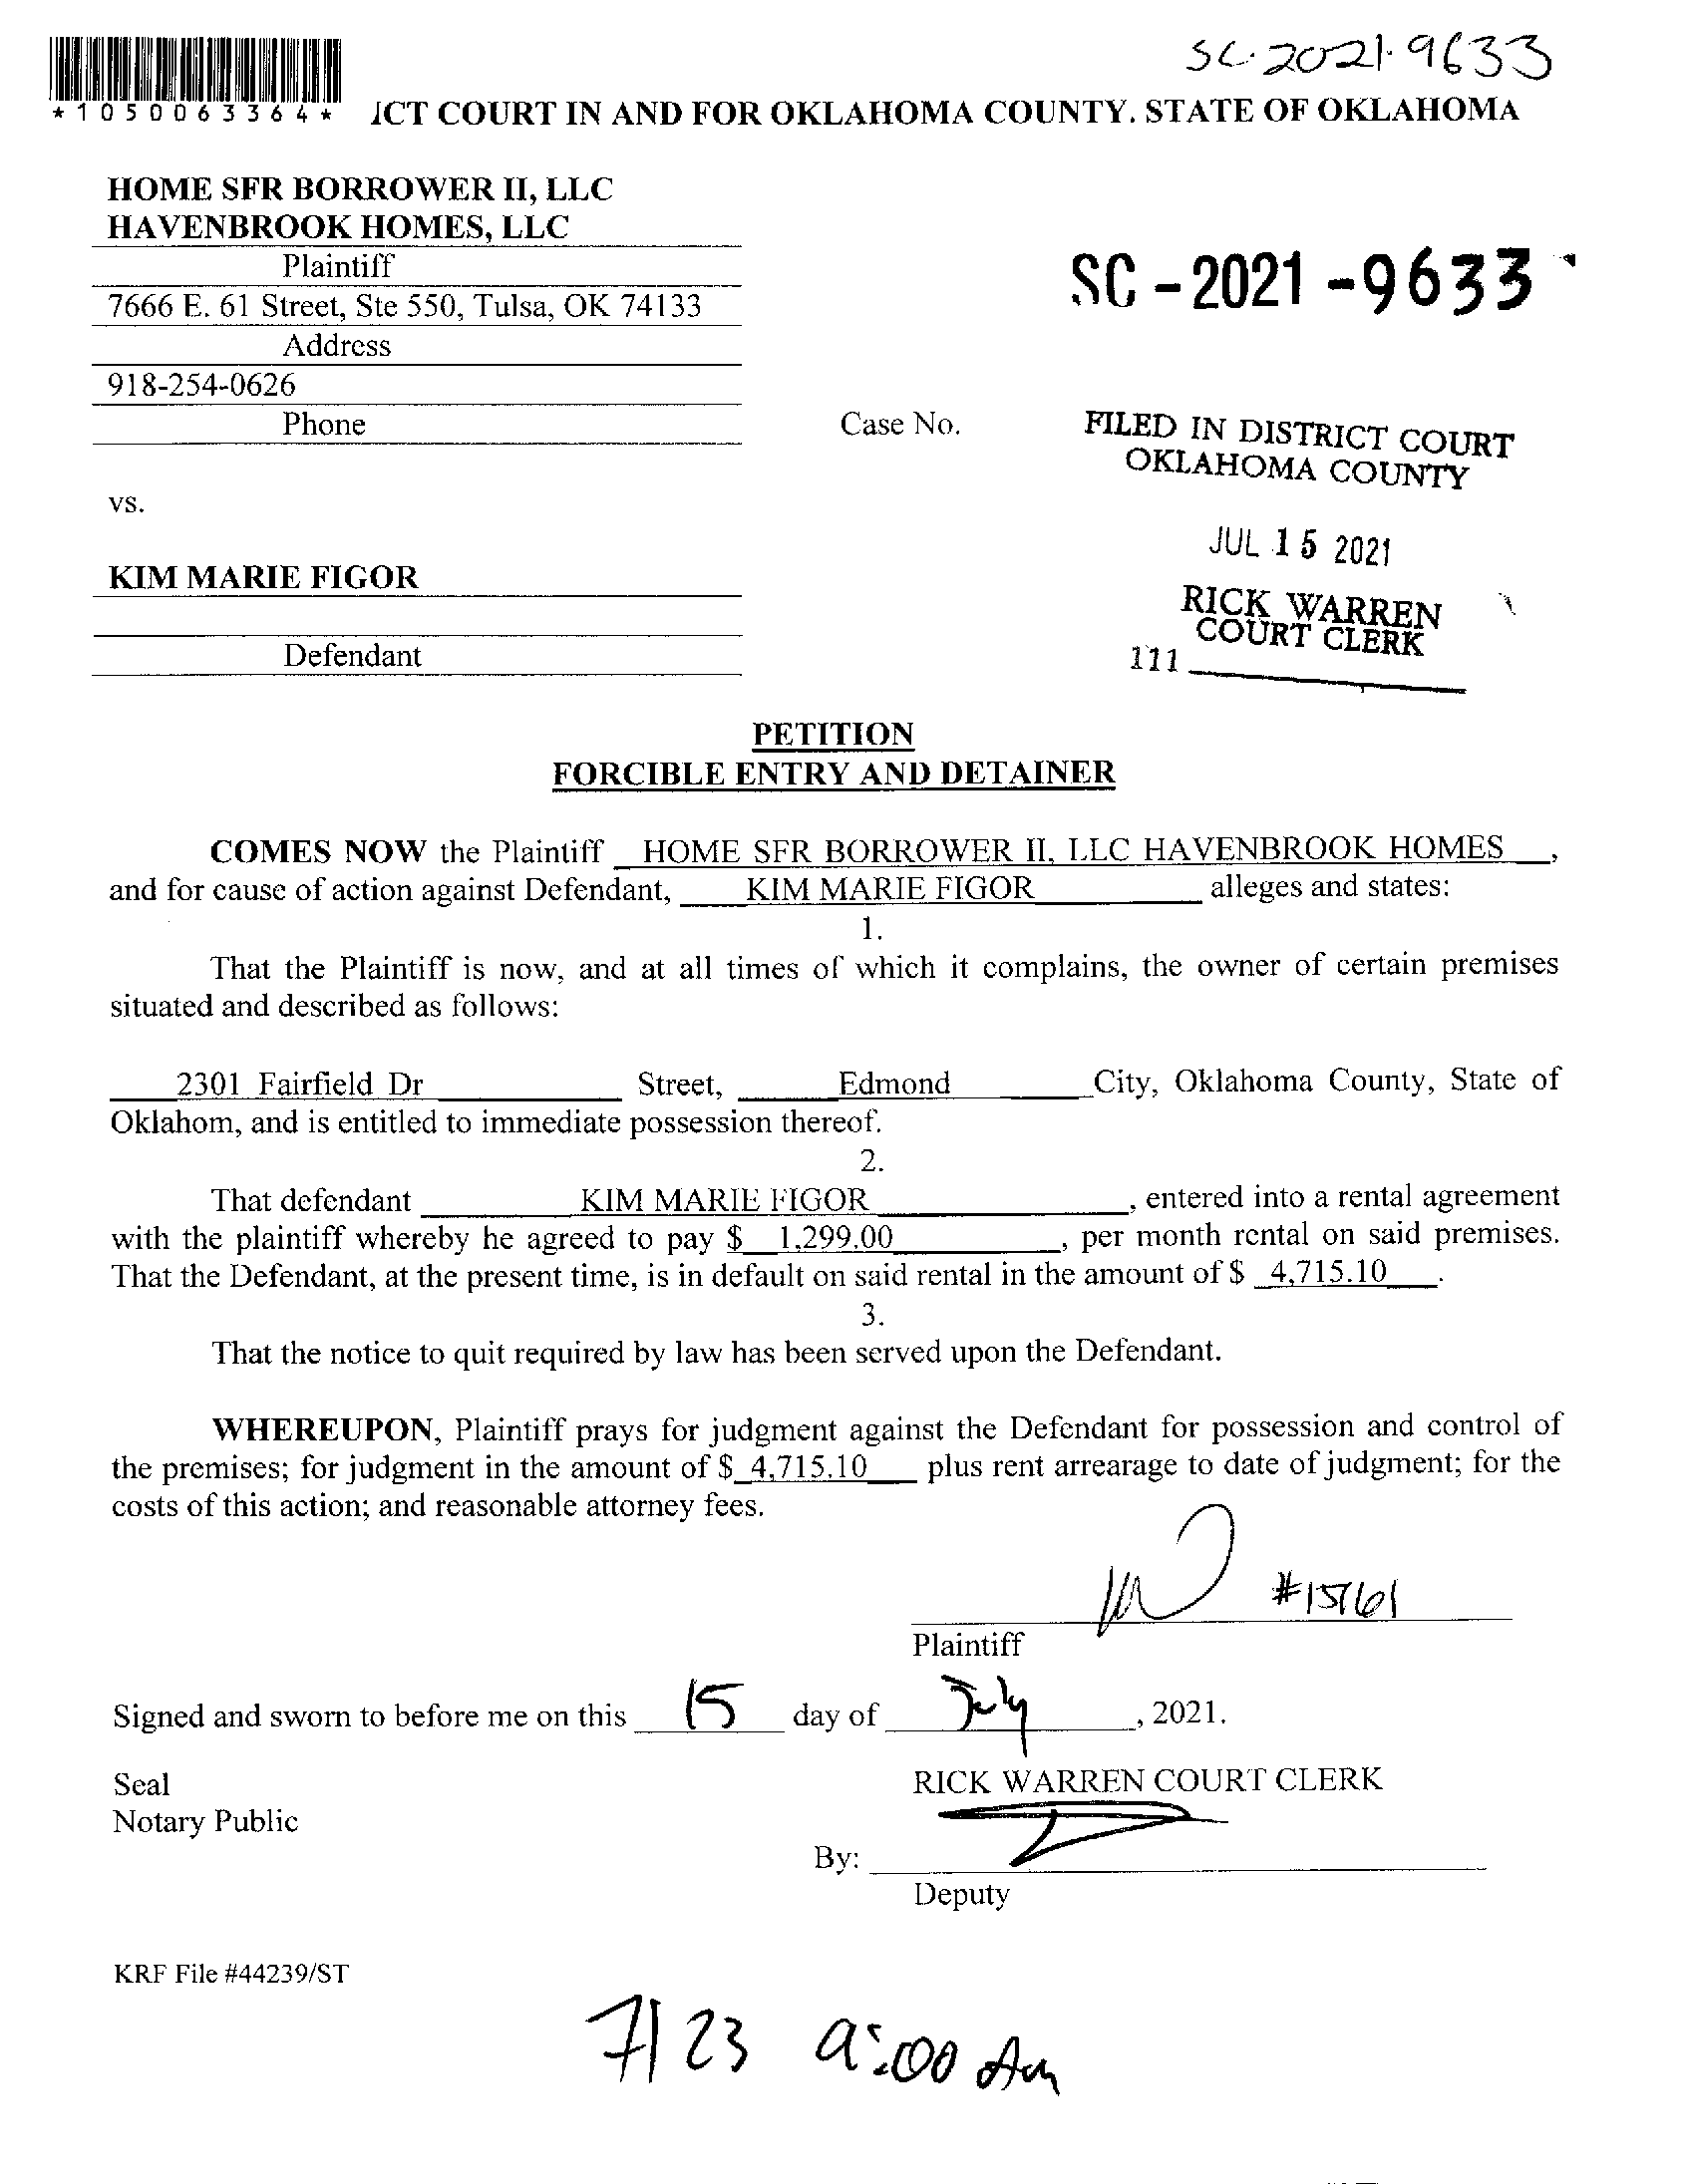 SC-2021-9633
*1050063364* ICT COURT IN AND FOR OKLAHOMA COUNTY. STATE OF OKLAHOMA
HOME SFR BORROWER II, LLC
HAVENBROOK HOMES, LLC
Plaintiff
7666 E. 61 Street, Ste 550, Tulsa, OK 74133
Address
918-254-0626
Phone
SC-2021-9633
Case No.
FILED IN DISTRICT COURT
OKLAHOMA COUNTY
JUL 15 2021
RICK WARREN
COURT CLERK
111
vs.
KIM MARIE FIGOR
Defendant
PETITION
FORCIBLE ENTRY AND DETAINER
COMES NOW the Plaintiff HOME SFR BORROWER II, LLC HAVENBROOK HOMES,
and for cause of action against Defendant, KIM MARIE FIGOR alleges and states:
1.
That the Plaintiff is now, and at all times of which it complains, the owner of certain premises
situated and described as follows:
2301 Fairfield Dr Street, Edmond City, Oklahoma County, State of
Oklahom, and is entitled to immediate possession thereof.
2.
That defendant KIM MARIE FIGOR, entered into a rental agreement
with the plaintiff whereby he agreed to pay $ 1,299.00, per month rental on said premises.
That the Defendant, at the present time, is in default on said rental in the amount of $ 4,715.10.
3.
That the notice to quit required by law has been served upon the Defendant.
WHEREUPON, Plaintiff prays for judgment against the Defendant for possession and control of
the premises; for judgment in the amount of $ 4,715.10 plus rent arrearage to date of judgment; for the
costs of this action; and reasonable attorney fees.
Plaintiff
Signed and sworn to before me on this 15 day of July, 2021.
Seal
Notary Public
RICK WARREN COURT CLERK
By:
Deputy
KRF File #44239/ST
7/23 9:00 Am